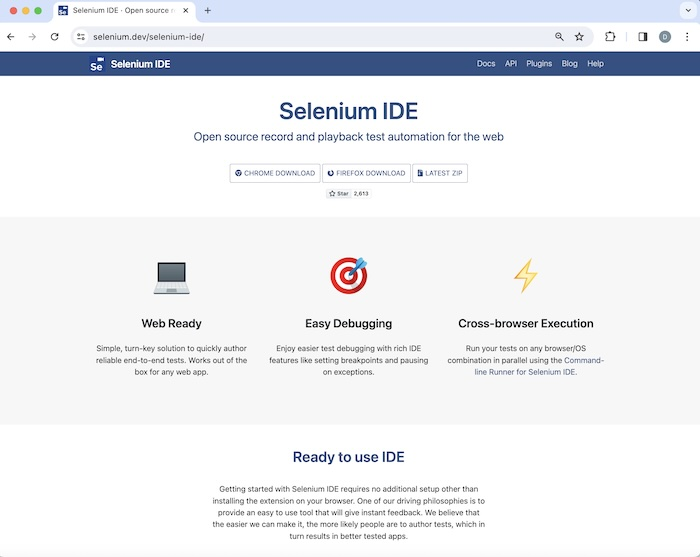 Selenium IDE · Open source r
selenium.dev/selenium-ide/
D
Se
Selenium IDE
Docs API Plugins Blog Help
Selenium IDE
Open source record and playback test automation for the web
CHROME DOWNLOAD FIREFOX DOWNLOAD LATEST ZIP
Star 2,613
Web Ready
Simple, turn-key solution to quickly author
reliable end-to-end tests. Works out of the
box for any web app.
Easy Debugging
Enjoy easier test debugging with rich IDE
features like setting breakpoints and pausing
on exceptions.
Cross-browser Execution
Run your tests on any browser/OS
combination in parallel using the Command-
line Runner for Selenium IDE.
Ready to use IDE
Getting started with Selenium IDE requires no additional setup other than
installing the extension on your browser. One of our driving philosophies is to
provide an easy to use tool that will give instant feedback. We believe that
the easier we can make it, the more likely people are to author tests, which in
turn results in better tested apps.